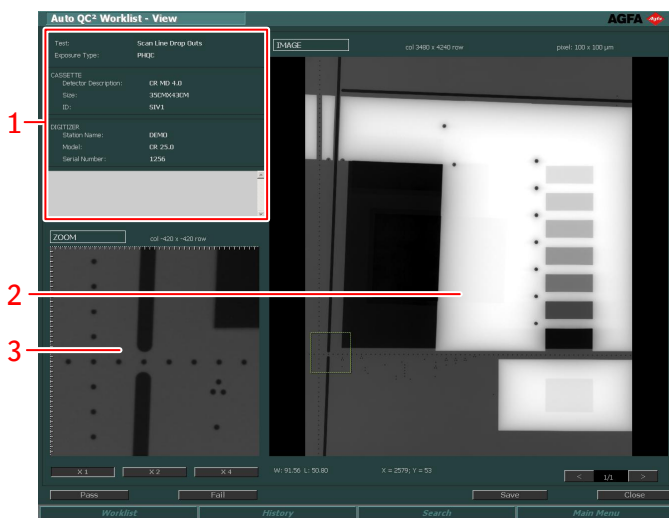 Auto QC² Worklist - View
AGFA
Test: Scan Line Drop Outs
Exposure Type: PHQC
CASSETTE
Detector Description: CR MD 4.0
Size: 35CMX43CM
ID: SIV1
DIGITIZER
Station Name: DEMO
Model: CR 25.0
Serial Number: 1256
1
IMAGE
col 3480 x 4240 row
pixel: 100 x 100 µm
ZOOM
col -420 x -420 row
2
3
X 1
X 2
X 4
W: 91.56 L: 50.80
X = 2579; Y = 53
<
1/1
>
Pass
Fail
Save
Close
Worklist
History
Search
Main Menu